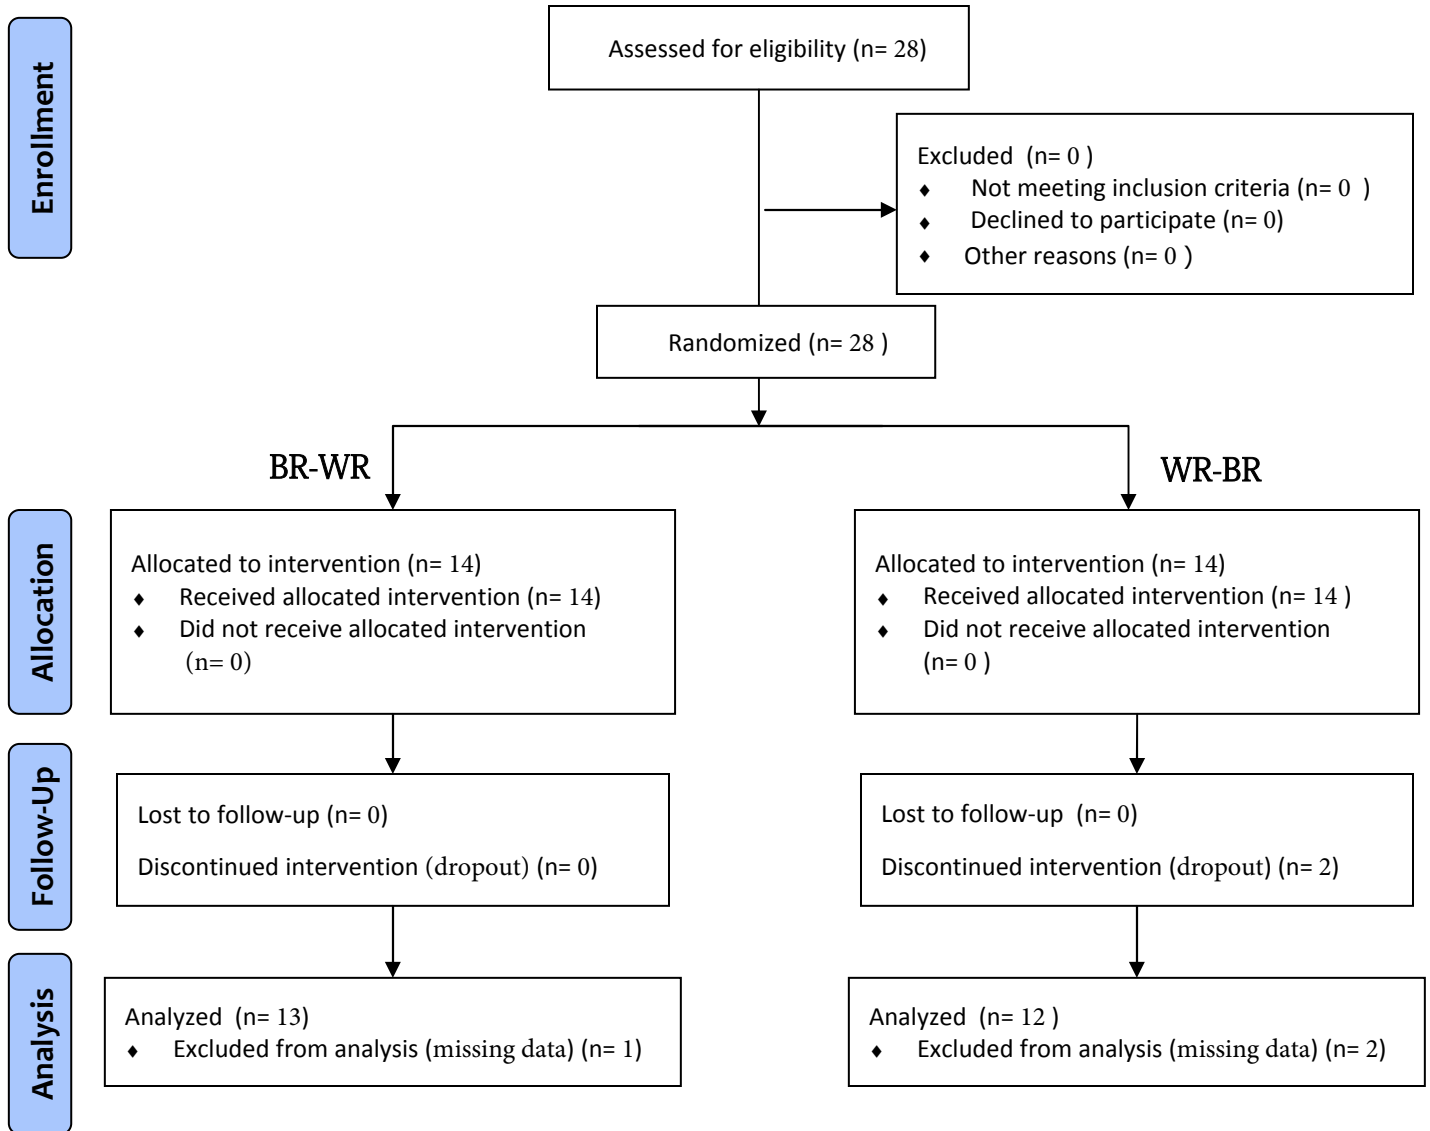 Enrollment
Assessed for eligibility (n= 28)
Excluded (n= 0 )
♦ Not meeting inclusion criteria (n= 0 )
♦ Declined to participate (n= 0)
♦ Other reasons (n= 0 )
Randomized (n= 28 )
BR-WR
WR-BR
Allocation
Allocated to intervention (n= 14)
♦ Received allocated intervention (n= 14)
♦ Did not receive allocated intervention
(n= 0)
Allocated to intervention (n= 14)
♦ Received allocated intervention (n= 14 )
♦ Did not receive allocated intervention
(n= 0 )
Follow-Up
Lost to follow-up (n= 0)
Discontinued intervention (dropout) (n= 0)
Lost to follow-up (n= 0)
Discontinued intervention (dropout) (n= 2)
Analysis
Analyzed (n= 13)
♦ Excluded from analysis (missing data) (n= 1)
Analyzed (n= 12 )
♦ Excluded from analysis (missing data) (n= 2)